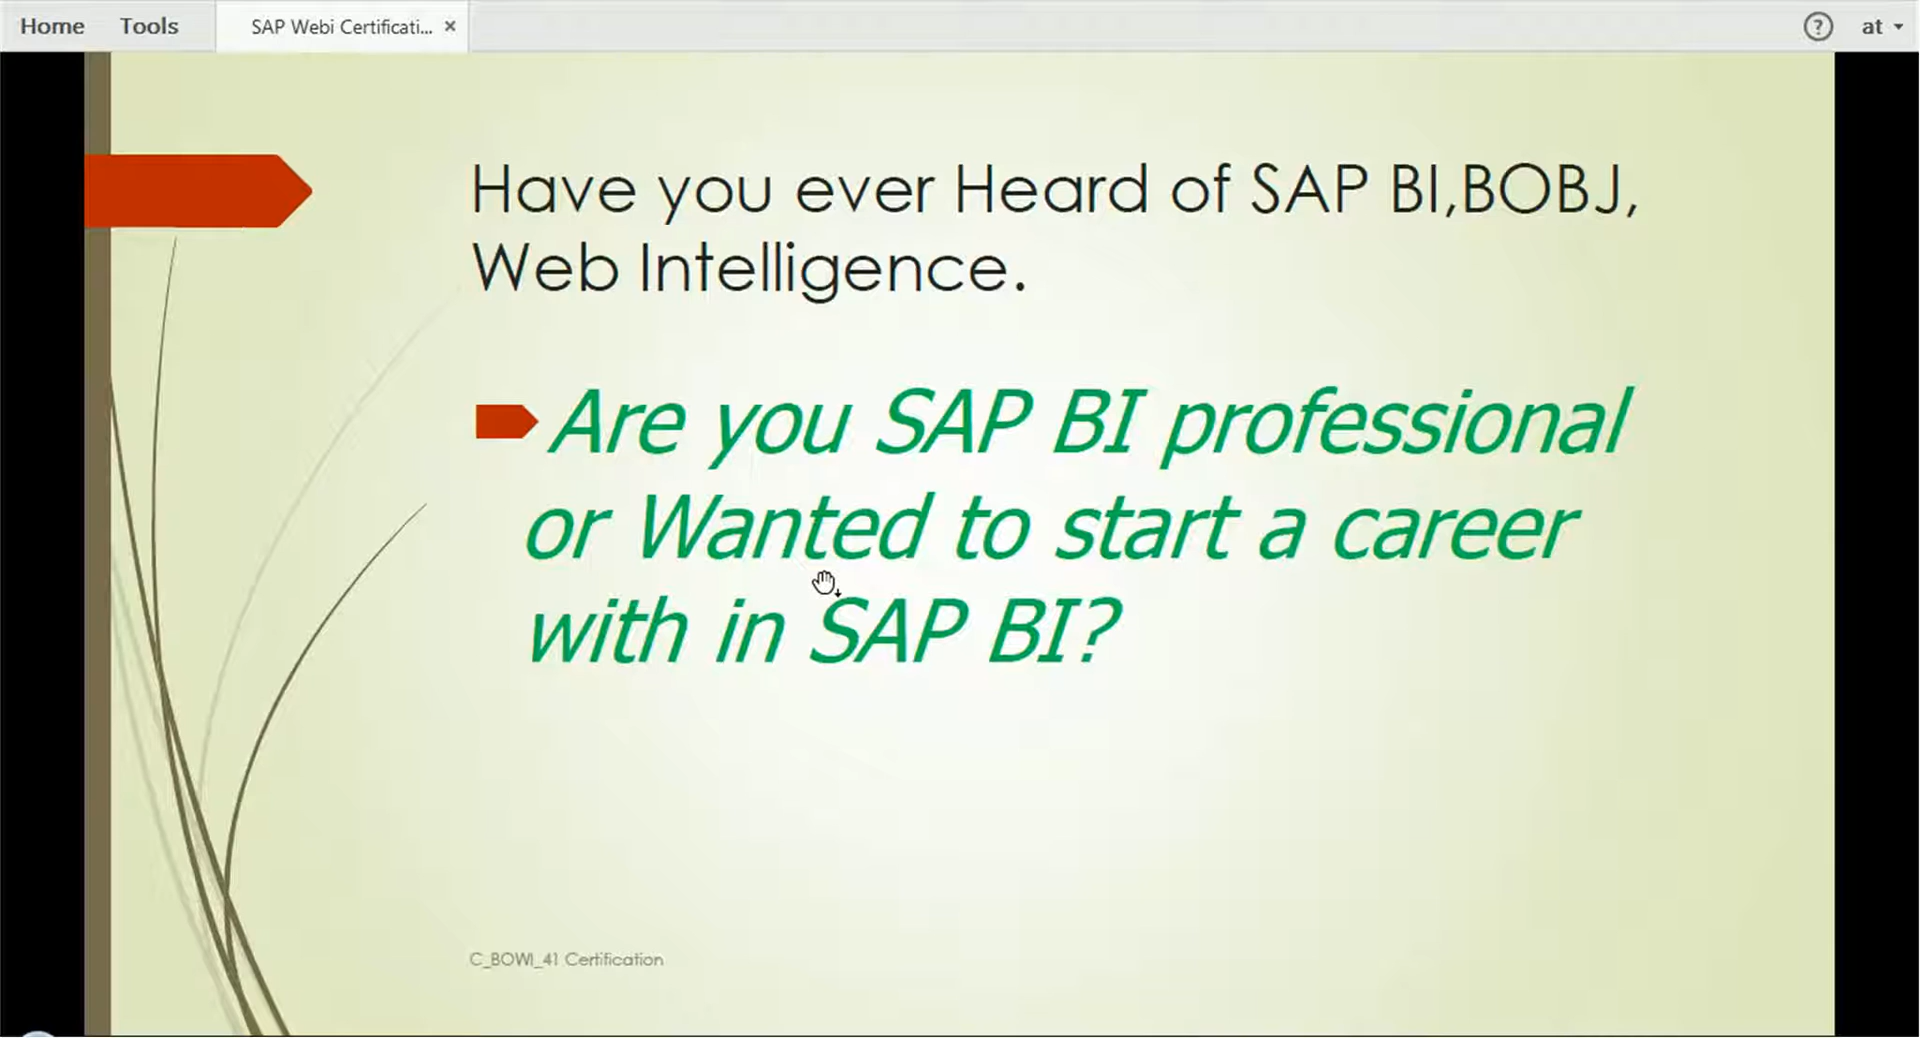 Home Tools SAP Webi Certificati... × ? at
Have you ever Heard of SAP BI,BOBJ,
Web Intelligence.
Are you SAP BI professional
or Wanted to start a career
with in SAP BI?
C_BOWI_41 Certification